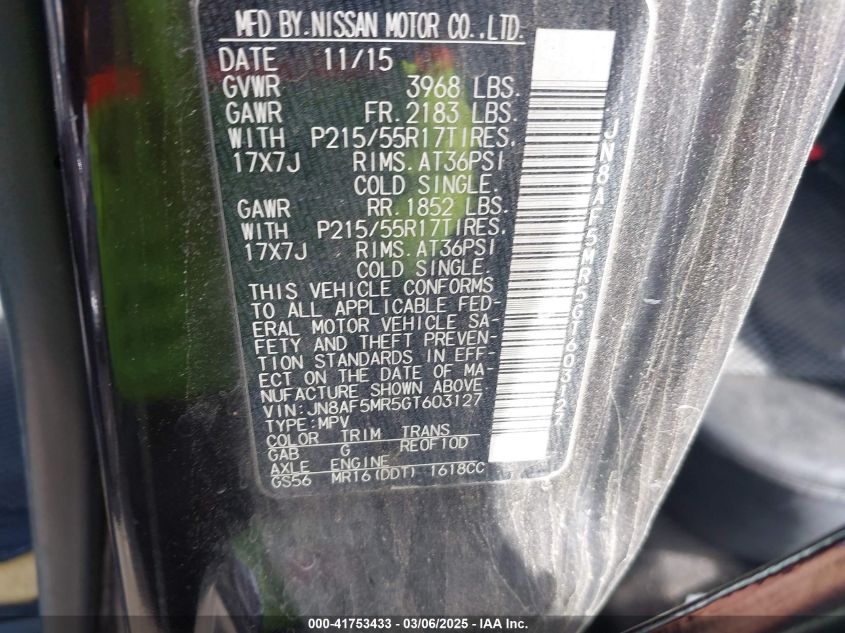 MFD BY.NISSAN MOTOR CO.,LTD.
DATE 11/15
GVWR 3968 LBS.
GAWR FR.2183 LBS.
WITH P215/55R17TIRES.
17X7J RIMS.AT36PSI
COLD SINGLE.
GAWR RR.1852 LBS.
WITH P215/55R17TIRES.
17X7J RIMS.AT36PSI
COLD SINGLE.
THIS VEHICLE CONFORMS
TO ALL APPLICABLE FED-
ERAL MOTOR VEHICLE SA-
FETY AND THEFT PREVEN-
TION STANDARDS IN EFF-
ECT ON THE DATE OF MA-
NUFACTURE SHOWN ABOVE.
VIN:JN8AF5MR5GT603127
TYPE:MPV
COLOR TRIM TRANS
GAB G RE0F10D
AXLE ENGINE
GS56 MR16(DDT) 1618CC
JN8AF5MR5GT603127
000-41753433 - 03/06/2025 - IAA Inc.